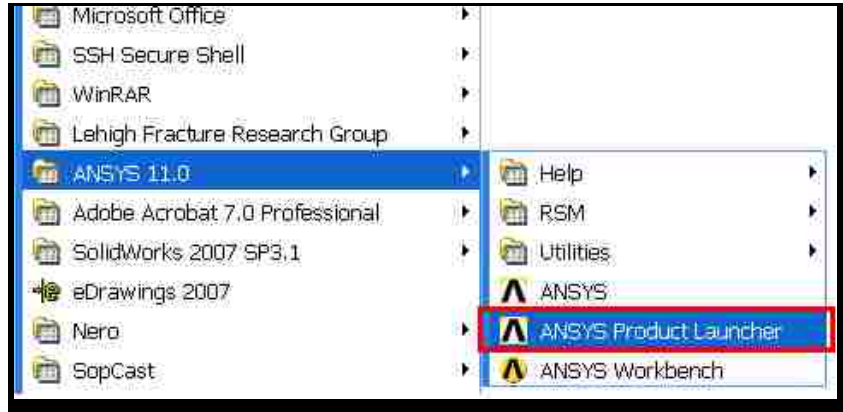 Microsoft Office
SSH Secure Shell
WinRAR
Lehigh Fracture Research Group
ANSYS 11.0
Adobe Acrobat 7.0 Professional
SolidWorks 2007 SP3.1
eDrawings 2007
Nero
SopCast
Help
RSM
Utilities
ANSYS
ANSYS Product Launcher
ANSYS Workbench